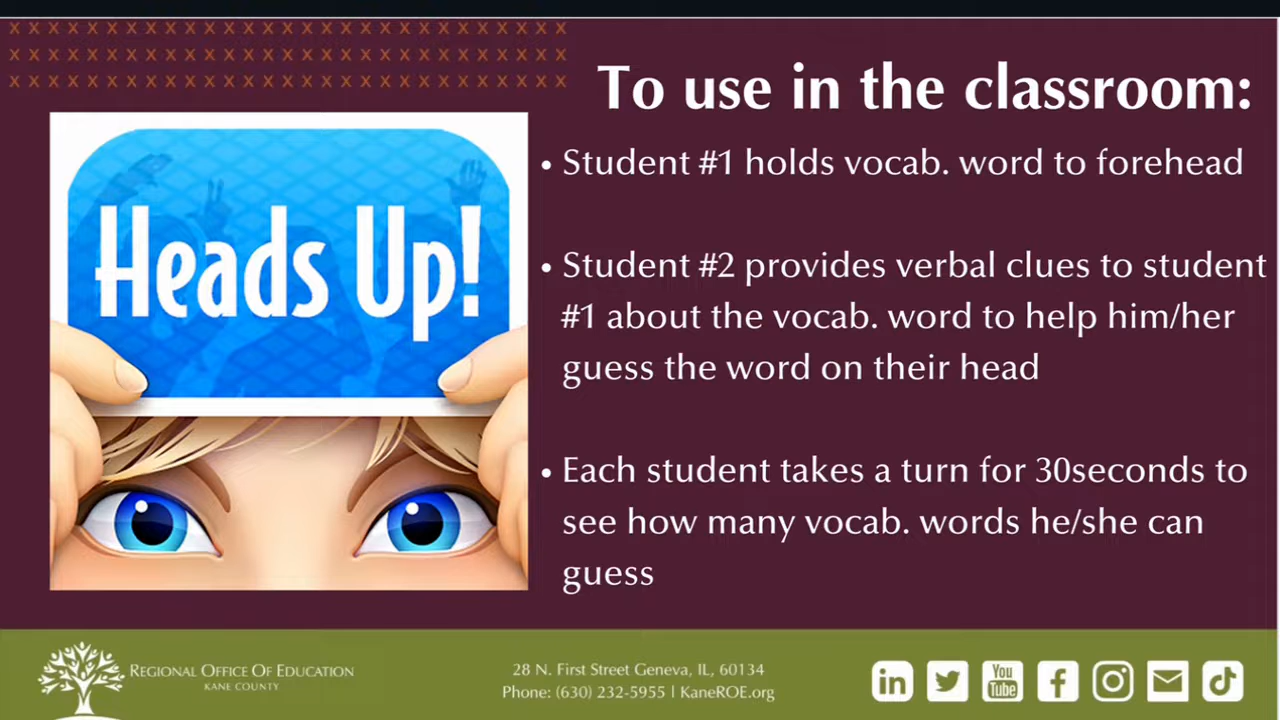 x x x x x x x x x x x x x x x x x x x x x x x x x x x x x
x x x x x x x x x x x x x x x x x x x x x x x x x x x x x
x x x x x x x x x x x x x x x x x x x x x x x x x x x x x
To use in the classroom:
Heads Up!
• Student #1 holds vocab. word to forehead
• Student #2 provides verbal clues to student
#1 about the vocab. word to help him/her
guess the word on their head
• Each student takes a turn for 30seconds to
see how many vocab. words he/she can
guess
REGIONAL OFFICE OF EDUCATION
KANE COUNTY
28 N. First Street Geneva, IL, 60134
Phone: (630) 232-5955 | KaneROE.org
in
You
Tube
f